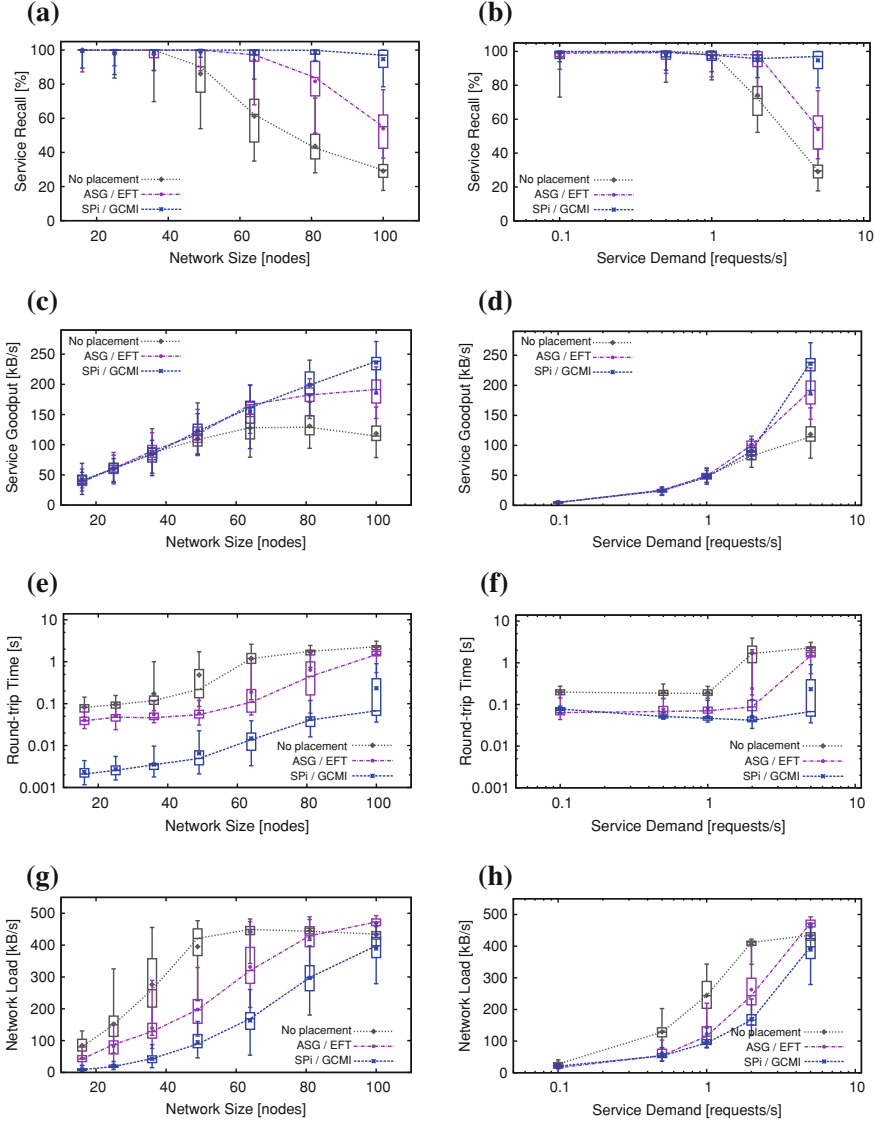 (a)
100
80
60
40
20
0
Service Recall [%]
No placement
ASG / EFT
SPi / GCMI
20 40 60 80 100
Network Size [nodes]
(b)
100
80
60
40
20
0
Service Recall [%]
No placement
ASG / EFT
SPi / GCMI
0.1 1 10
Service Demand [requests/s]
(c)
250
200
150
100
50
0
Service Goodput [kB/s]
No placement
ASG / EFT
SPi / GCMI
20 40 60 80 100
Network Size [nodes]
(d)
250
200
150
100
50
0
Service Goodput [kB/s]
No placement
ASG / EFT
SPi / GCMI
0.1 1 10
Service Demand [requests/s]
(e)
10
1
0.1
0.01
0.001
Round-trip Time [s]
No placement
ASG / EFT
SPi / GCMI
20 40 60 80 100
Network Size [nodes]
(f)
10
1
0.1
0.01
0.001
Round-trip Time [s]
No placement
ASG / EFT
SPi / GCMI
0.1 1 10
Service Demand [requests/s]
(g)
500
400
300
200
100
0
Network Load [kB/s]
No placement
ASG / EFT
SPi / GCMI
20 40 60 80 100
Network Size [nodes]
(h)
500
400
300
200
100
0
Network Load [kB/s]
No placement
ASG / EFT
SPi / GCMI
0.1 1 10
Service Demand [requests/s]